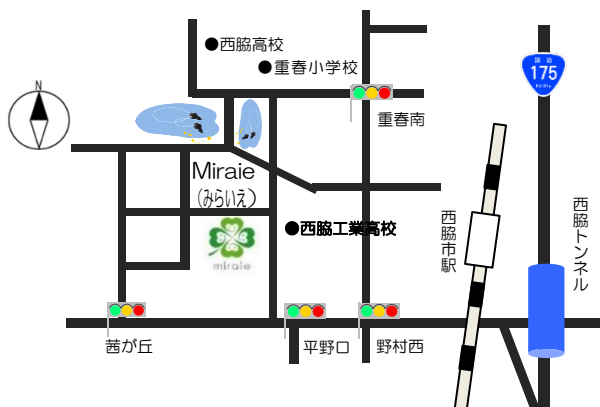 N
●西脇高校
●重春小学校
国道
175
重春南
Miraie
(みらいえ)
●西脇工業高校
miraie
西脇市駅
西脇トンネル
茜が丘
平野口
野村西